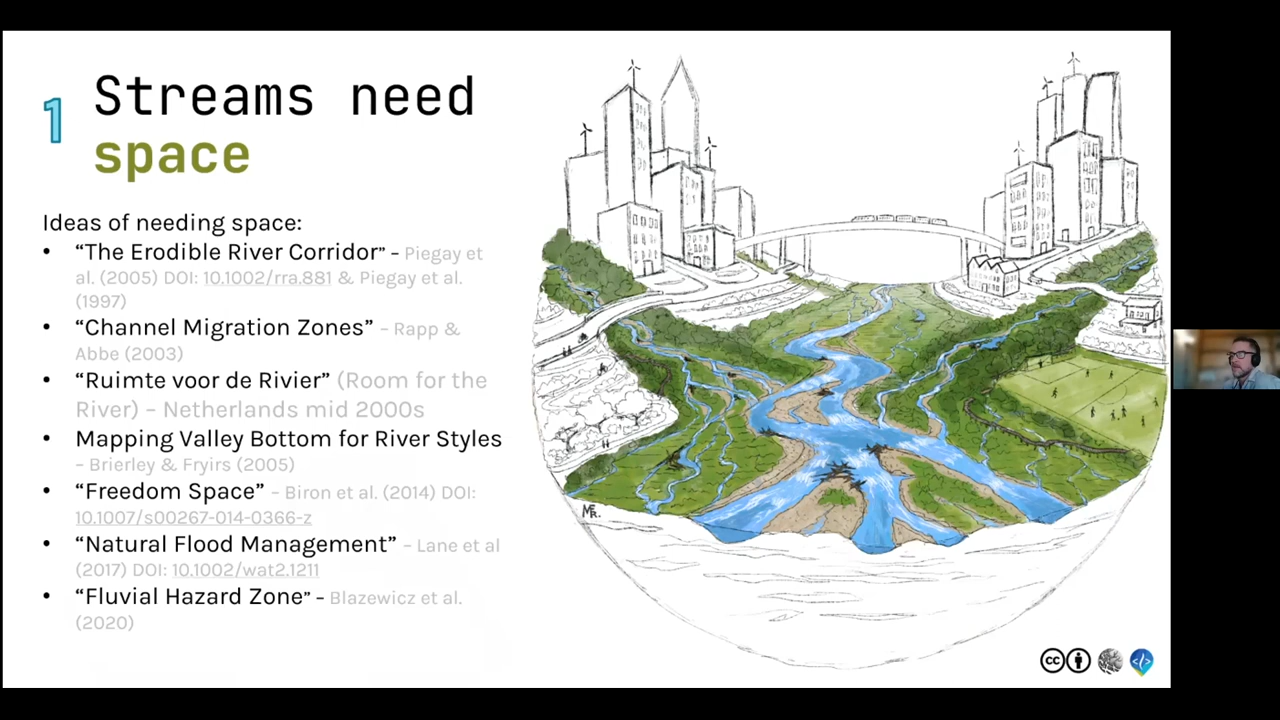 1
Streams need
space
Ideas of needing space:
• “The Erodible River Corridor” – Piegay et
al. (2005) DOI: 10.1002/rra.881 & Piegay et al.
(1997)
• “Channel Migration Zones” – Rapp &
Abbe (2003)
• “Ruimte voor de Rivier” (Room for the
River) – Netherlands mid 2000s
• Mapping Valley Bottom for River Styles
– Brierley & Fryirs (2005)
• “Freedom Space” – Biron et al. (2014) DOI:
10.1007/s00267-014-0366-z
• “Natural Flood Management” – Lane et al
(2017) DOI: 10.1002/wat2.1211
• “Fluvial Hazard Zone” – Blazewicz et al.
(2020)
cc